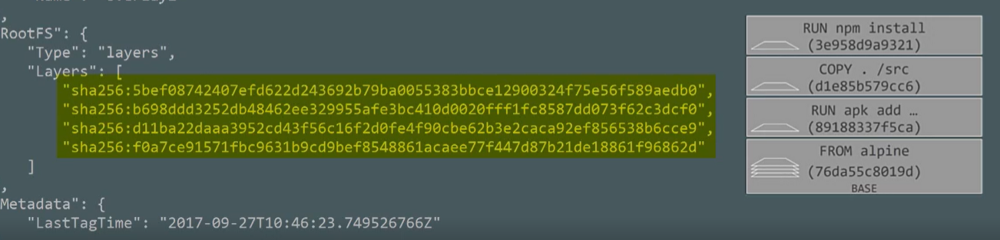 ,
RootFS": {
"Type": "layers",
"Layers": [
"sha256:5bef08742407efd622d243692b79ba0055383bbce12900324f75e56f589aedb0",
"sha256:b698ddd3252db48462ee329955afe3bc410d0020fff1fc8587dd073f62c3dcf0",
"sha256:d11ba22daaa3952cd43f56c16f2d0fe4f90cbe62b3e2caca92ef856538b6cce9",
"sha256:f0a7ce91571fbc9631b9cd9bef8548861acaee77f447d87b21de18861f96862d"
]
,
Metadata": {
"LastTagTime": "2017-09-27T10:46:23.749526766Z"
RUN npm install
(3e958d9a9321)
COPY . /src
(d1e85b579cc6)
RUN apk add …
(89188337f5ca)
FROM alpine
(76da55c8019d)
BASE